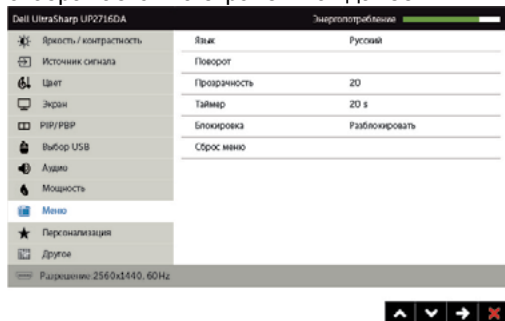 Dell UltraSharp UP2716DA Энергопотребление
Яркость / контрастность Язык Русский
Источник сигнала Поворот
Цвет Прозрачность 20
Экран Таймер 20 s
PIP/PBP Блокировка Разблокировать
Выбор USB Сброс меню
Аудио
Мощность
Меню
Персонализация
Другое
Разрешение: 2560x1440, 60Hz